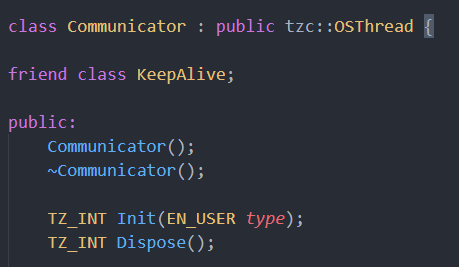 class Communicator : public tzc::OSThread {
friend class KeepAlive;
public:
Communicator();
~Communicator();
TZ_INT Init(EN_USER type);
TZ_INT Dispose();